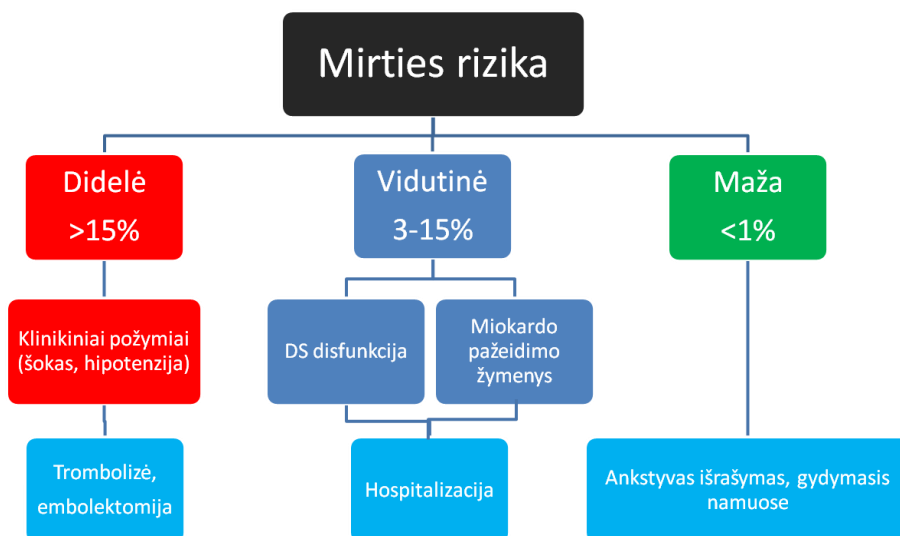 Mirties rizika
Didelė
>15%
Vidutinė
3-15%
Maža
<1%
Klinikiniai požymiai
(šokas, hipotenzija)
DS disfunkcija
Miokardo
pažeidimo
žymenys
Trombolizė,
embolektomija
Hospitalizacija
Ankstyvas išrašymas, gydymasis
namuose